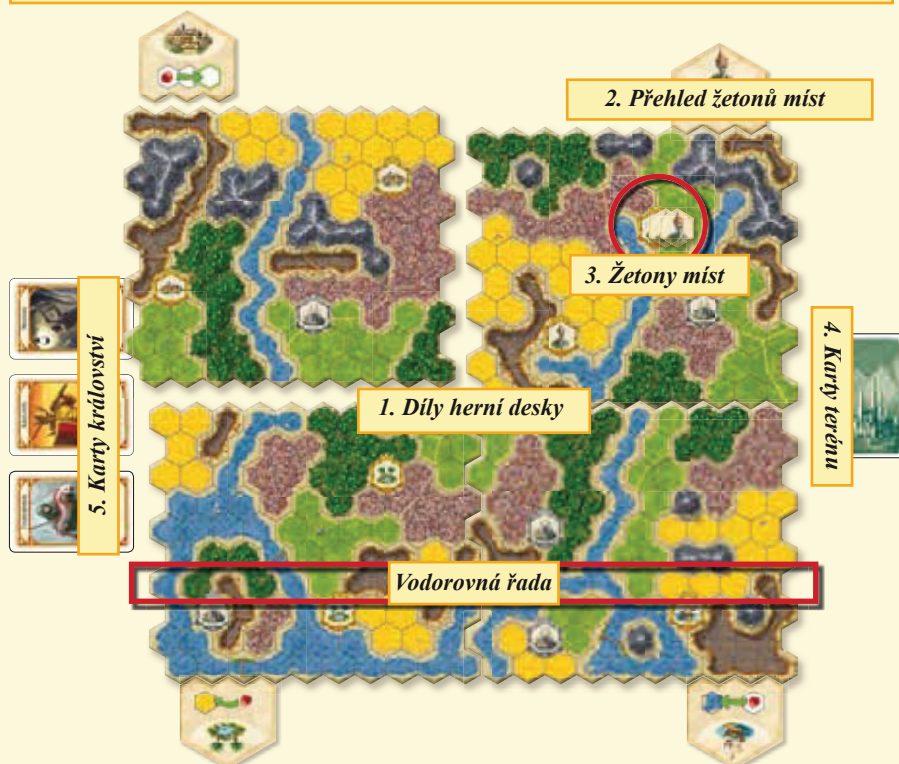 2. Přehled žetonů míst
3. Žetony míst
4. Karty terénu
5. Karty království
1. Díly herní desky
Vodorovná řada